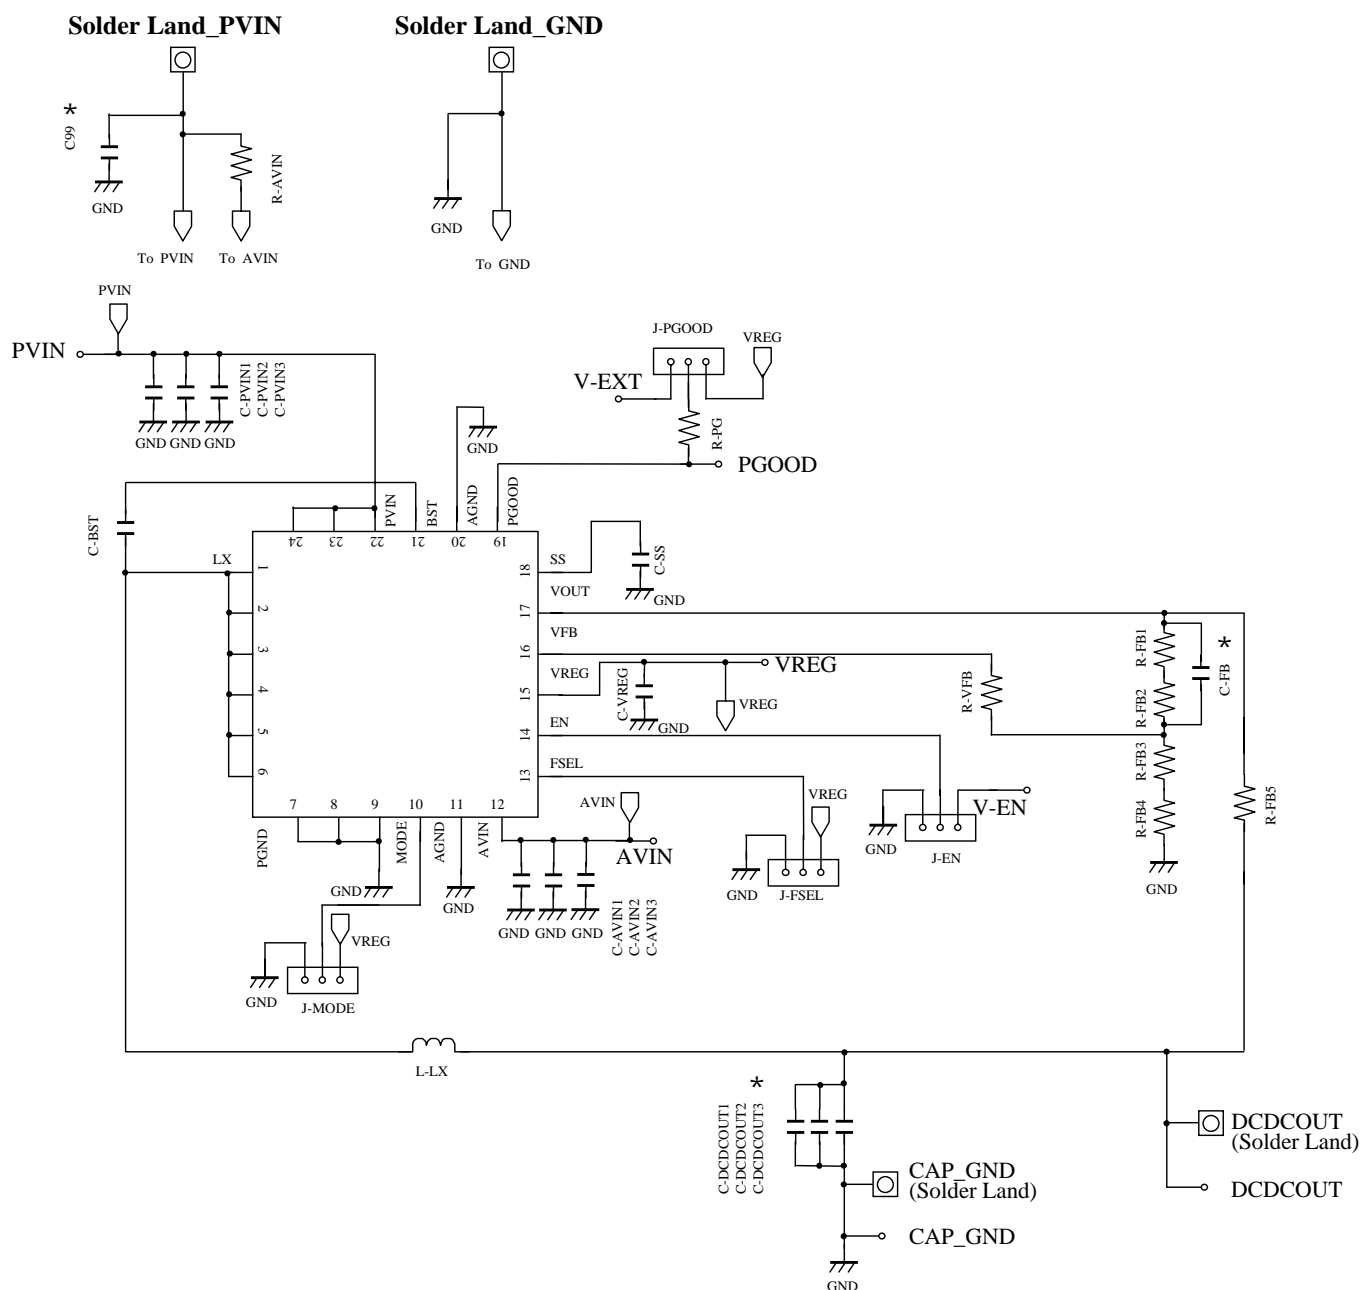 Solder Land_PVIN
Solder Land_GND
*
C99
GND
R-AVIN
To PVIN
To AVIN
GND
To GND
PVIN
PVIN
C-PVIN1
C-PVIN2
C-PVIN3
GND GND GND
J-PGOOD
VREG
V-EXT
R-PG
PGOOD
GND
C-BST
PVIN
BST
AGND
PGOOD
24
23
22
21
20
19
LX
1
2
3
4
5
6
18
17
16
15
14
13
SS
VOUT
VFB
VREG
EN
FSEL
C-SS
GND
C-VREG
GND
VREG
VREG
R-VFB
R-FB1
R-FB2
R-FB3
R-FB4
*
C-FB
R-FB5
GND
7
8
9
10
11
12
PGND
MODE
AGND
AVIN
GND
GND
AVIN
AVIN
GND
GND
GND
C-AVIN1
C-AVIN2
C-AVIN3
VREG
GND
J-FSEL
V-EN
GND
J-EN
VREG
GND
J-MODE
L-LX
*
C-DCDCOUT1
C-DCDCOUT2
C-DCDCOUT3
CAP_GND
(Solder Land)
CAP_GND
GND
DCDCOUT
(Solder Land)
DCDCOUT